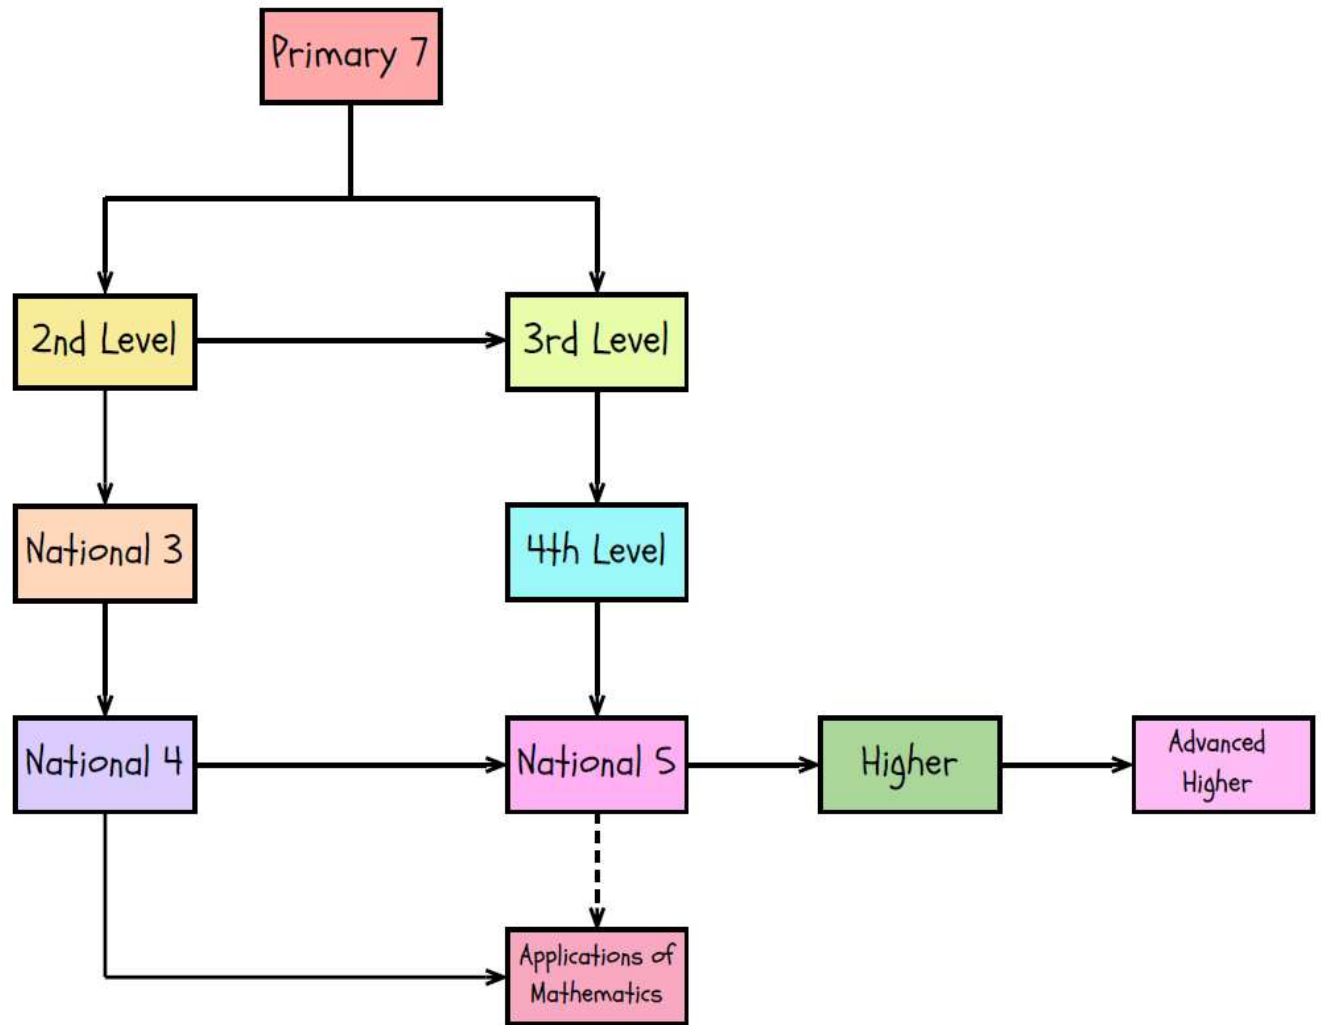 Primary 7
2nd Level
3rd Level
National 3
4th Level
National 4
National 5
Higher
Advanced
Higher
Applications of
Mathematics